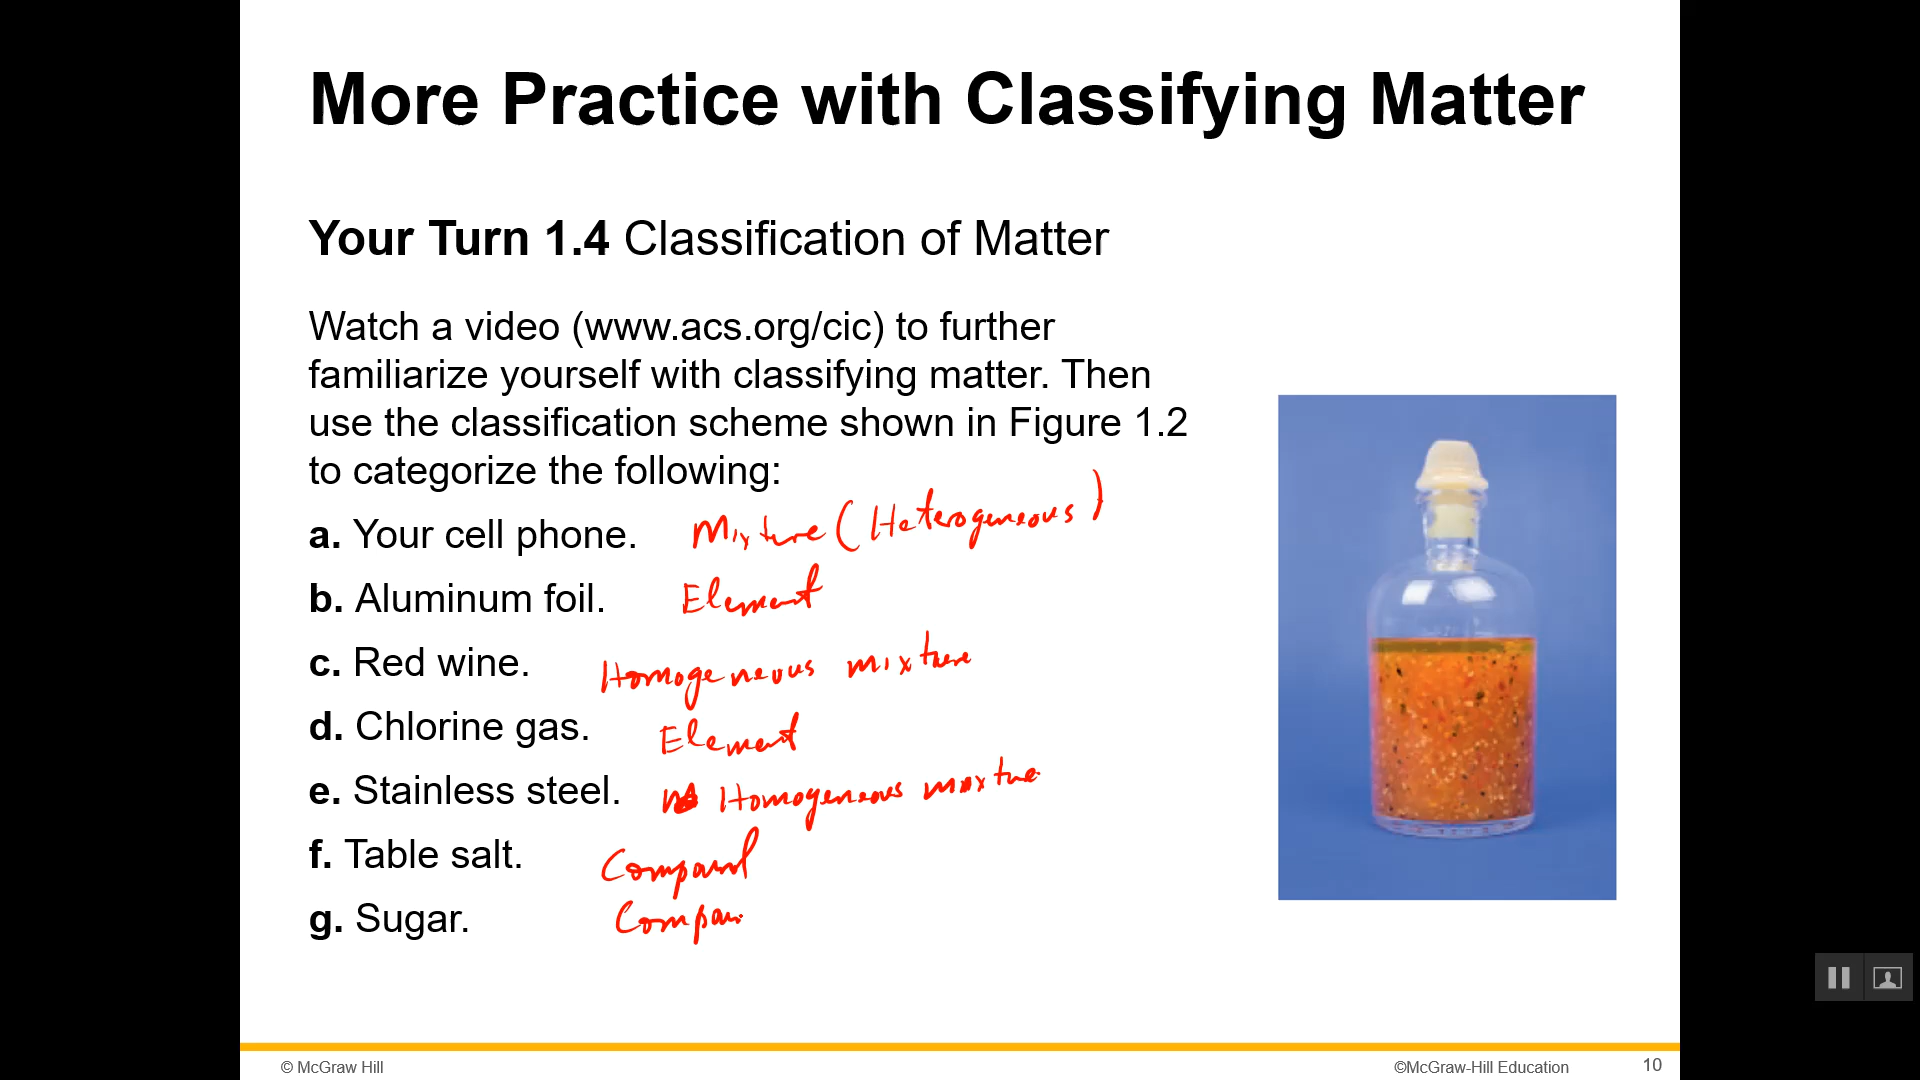 More Practice with Classifying Matter
Your Turn 1.4 Classification of Matter
Watch a video (www.acs.org/cic) to further
familiarize yourself with classifying matter. Then
use the classification scheme shown in Figure 1.2
to categorize the following:
a. Your cell phone. Mixture (Heterogeneous)
b. Aluminum foil. Element
c. Red wine. Homogeneous mixture
d. Chlorine gas. Element
e. Stainless steel. Homogeneous mixture
f. Table salt. Compound
g. Sugar.
© McGraw Hill
©McGraw-Hill Education
10